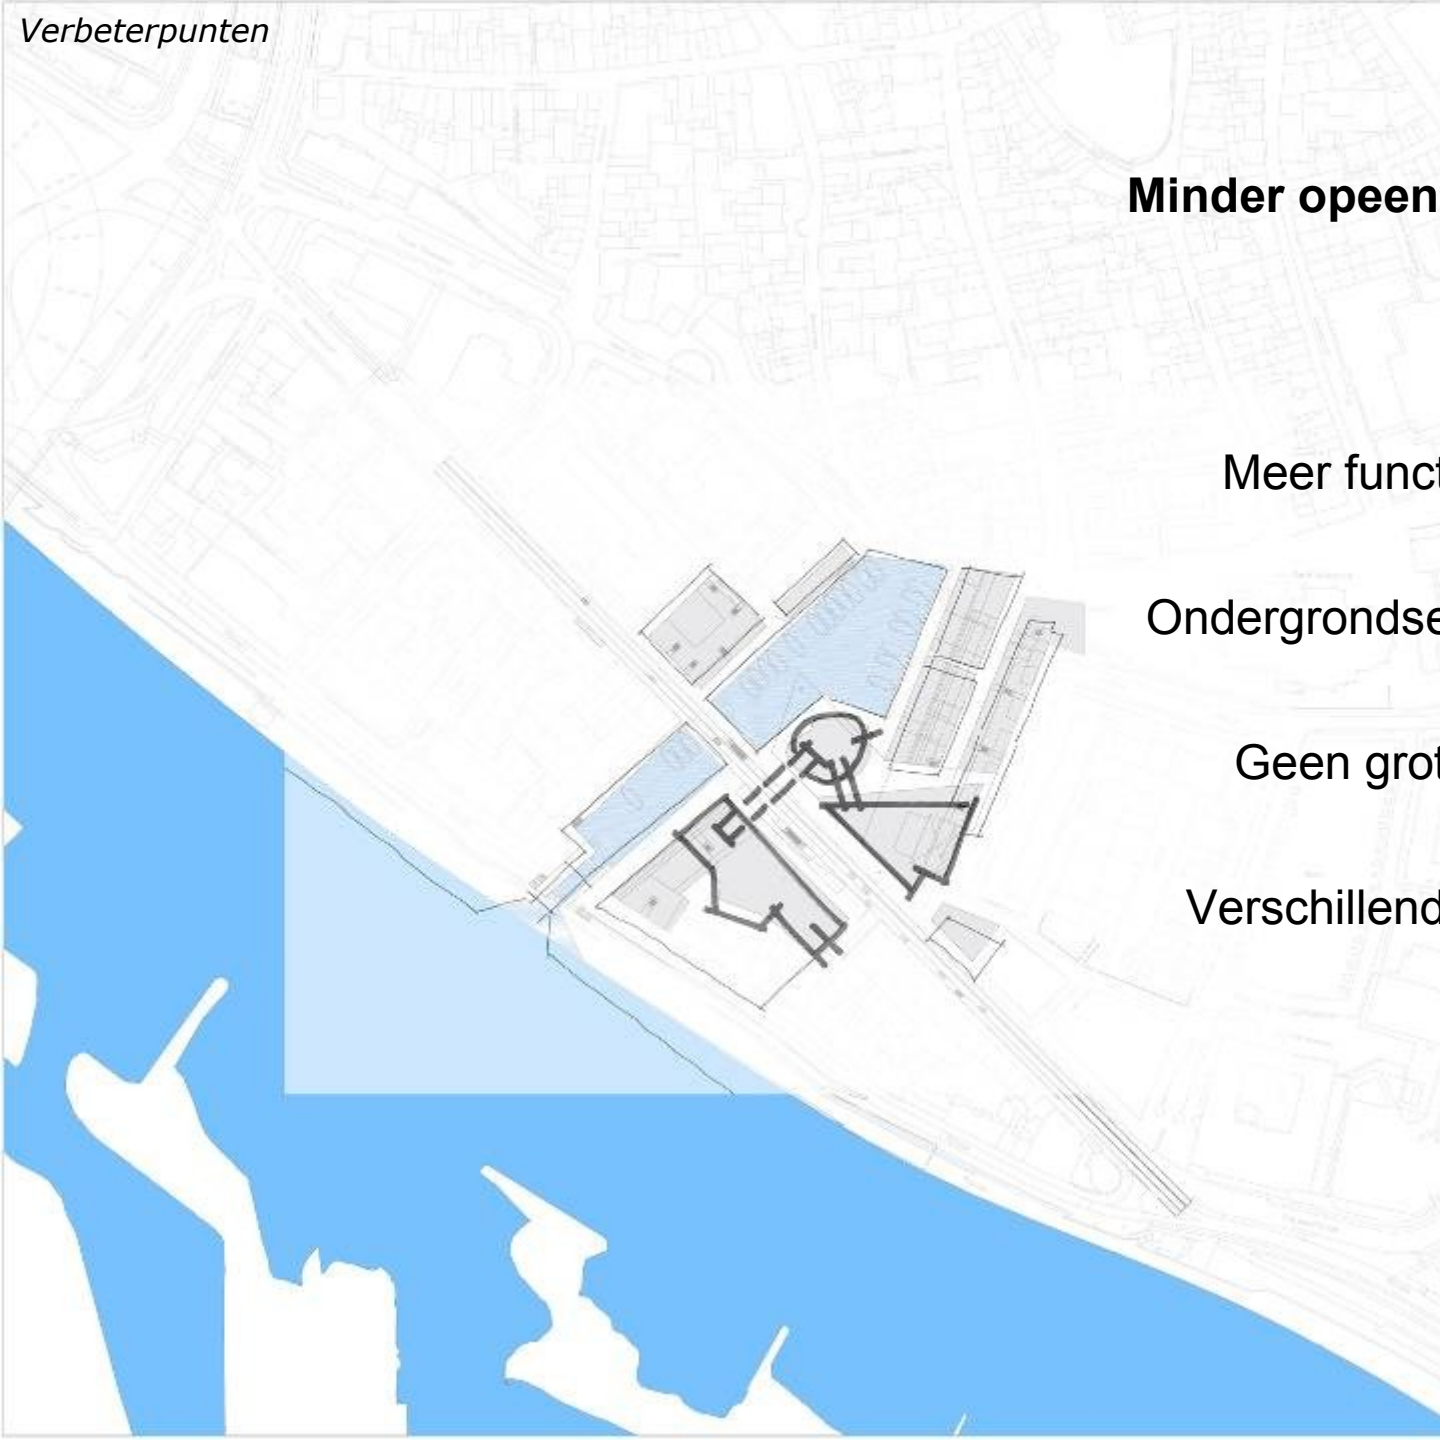 Verbeterpunten
Minder opeen
Meer funct
Ondergrondse
Geen grot
Verschillend